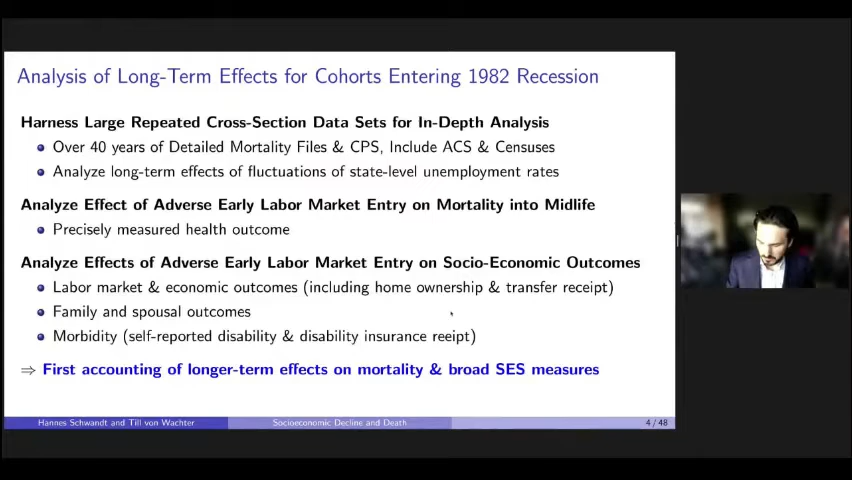 Analysis of Long-Term Effects for Cohorts Entering 1982 Recession
Harness Large Repeated Cross-Section Data Sets for In-Depth Analysis
Over 40 years of Detailed Mortality Files & CPS, Include ACS & Censuses
Analyze long-term effects of fluctuations of state-level unemployment rates
Analyze Effect of Adverse Early Labor Market Entry on Mortality into Midlife
Precisely measured health outcome
Analyze Effects of Adverse Early Labor Market Entry on Socio-Economic Outcomes
Labor market & economic outcomes (including home ownership & transfer receipt)
Family and spousal outcomes
Morbidity (self-reported disability & disability insurance reeipt)
⇒ First accounting of longer-term effects on mortality & broad SES measures
Hannes Schwandt and Till von Wachter Socioeconomic Decline and Death 4 / 48